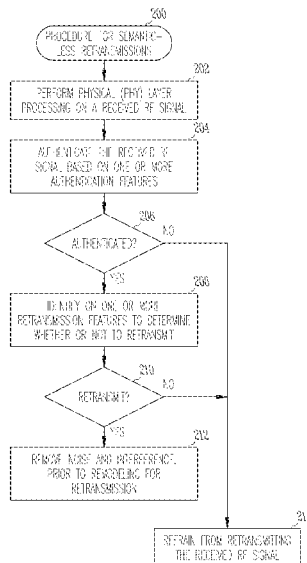 200
PROCEDURE FOR SEMANTIC-
LESS RETRANSMISSIONS
202
PERFORM PHYSICAL (PHY) LAYER
PROCESSING ON A RECEIVED RF SIGNAL
204
AUTHENTICATE THE RECEIVED RF
SIGNAL BASED ON ONE OR MORE
AUTHENTICATION FEATURES
206
AUTHENTICATED?
NO
YES
208
IDENTIFY ON ONE OR MORE
RETRANSMISSION FEATURES TO DETERMINE
WHETHER OR NOT TO RETRANSMIT
210
RETRANSMIT?
NO
YES
212
REMOVE NOISE AND INTERFERENCE,
PRIOR TO REMODELING FOR
RETRANSMISSION
21
REFRAIN FROM RETRANSMITTING
THE RECEIVED RF SIGNAL